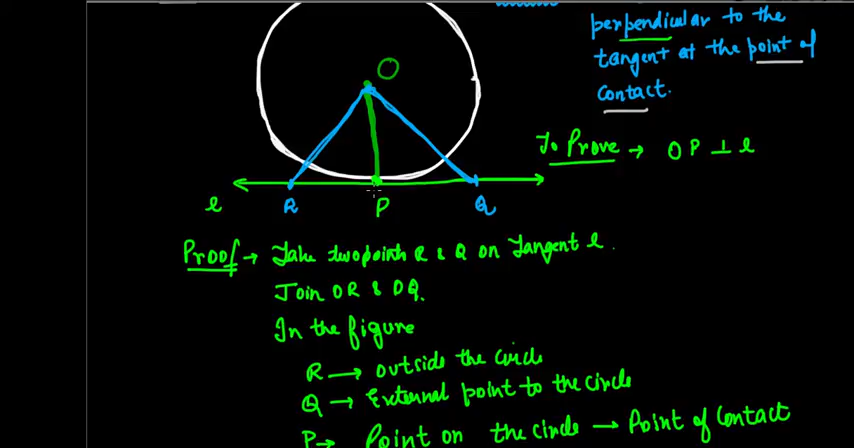 perpendicular to the
tangent at the point of
contact.
O
To Prove → OP ⊥ l
l R P Q
Proof → Take two points R & Q on Tangent l.
Join OR & OQ.
In the figure
R → outside the circle
Q → External point to the circle
P → Point on the circle → Point of Contact